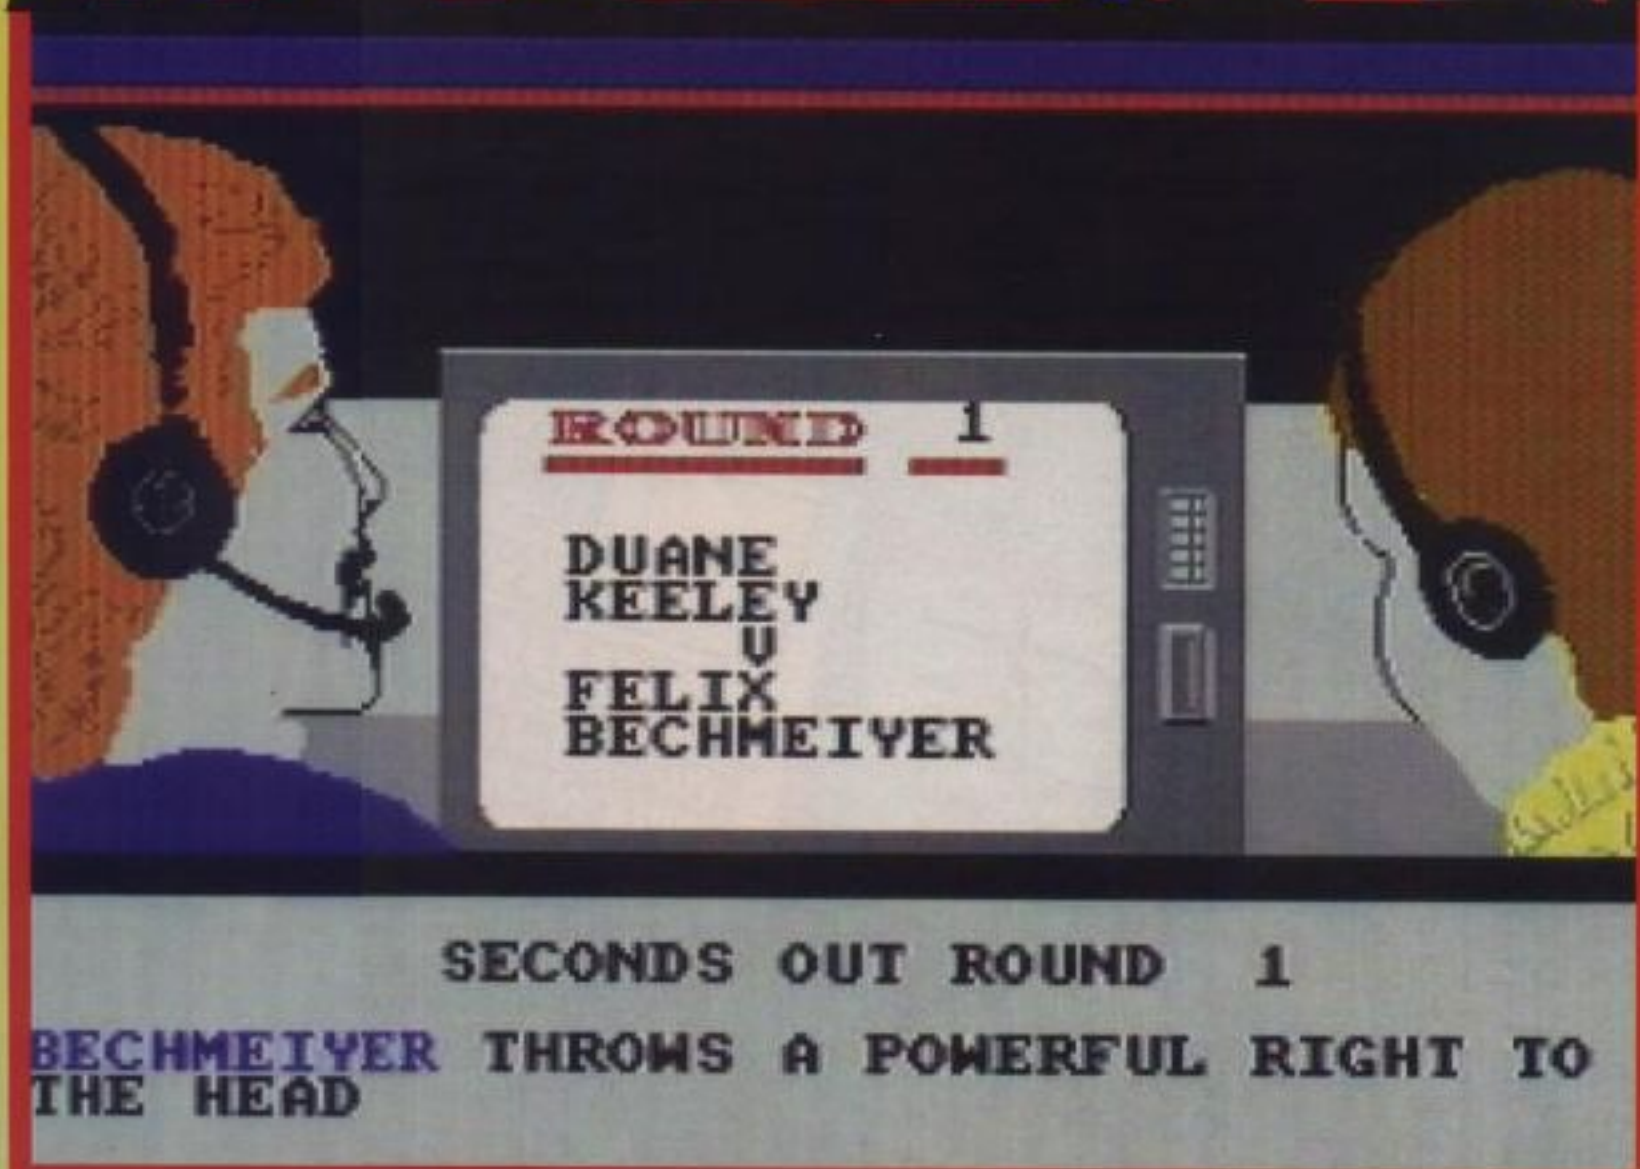 ROUND 1
DUANE
KEELEY
V
FELIX
BECHMEIYER
SECONDS OUT ROUND 1
BECHMEIYER THROWS A POWERFUL RIGHT TO
THE HEAD